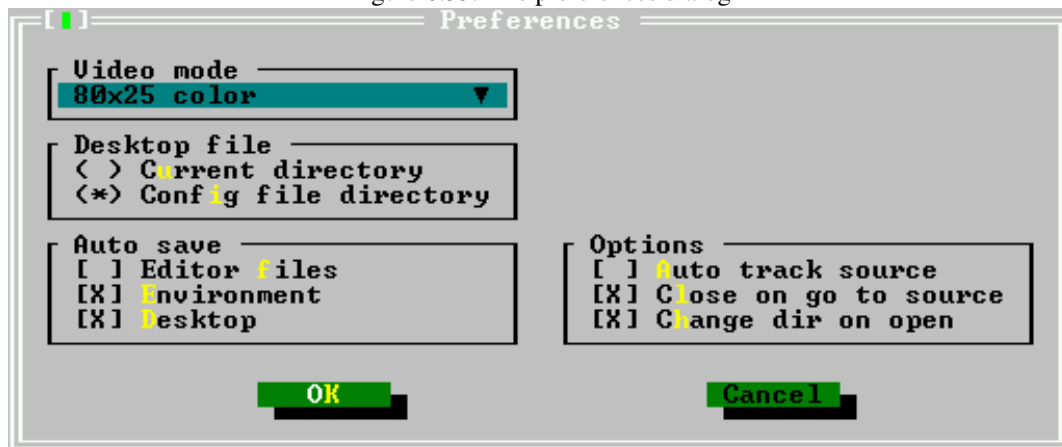 Preferences
Video mode
80x25 color ▼
Desktop file
( ) Current directory
(*) Config file directory
Auto save
[ ] Editor files
[X] Environment
[X] Desktop
Options
[ ] Auto track source
[X] Close on go to source
[X] Change dir on open
OK
Cancel